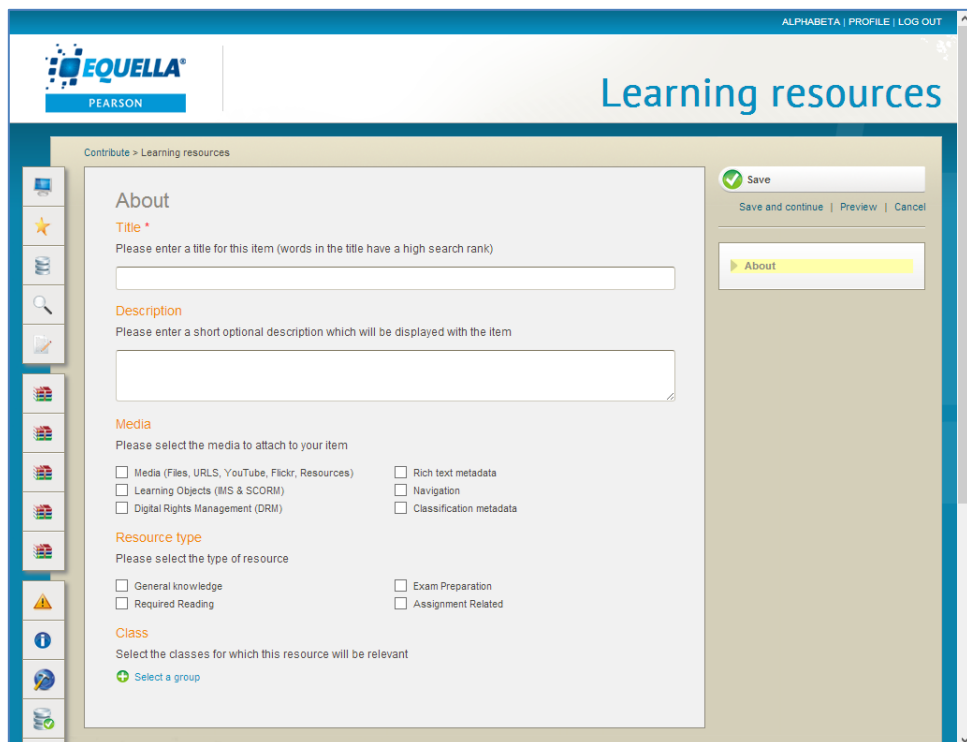 ALPHABETA | PROFILE | LOG OUT
EQUELLA®
PEARSON
Learning resources
Contribute > Learning resources
Save
Save and continue | Preview | Cancel
About
About
Title *
Please enter a title for this item (words in the title have a high search rank)
Description
Please enter a short optional description which will be displayed with the item
Media
Please select the media to attach to your item
Media (Files, URLS, YouTube, Flickr, Resources)
Rich text metadata
Learning Objects (IMS & SCORM)
Navigation
Digital Rights Management (DRM)
Classification metadata
Resource type
Please select the type of resource
General knowledge
Exam Preparation
Required Reading
Assignment Related
Class
Select the classes for which this resource will be relevant
Select a group